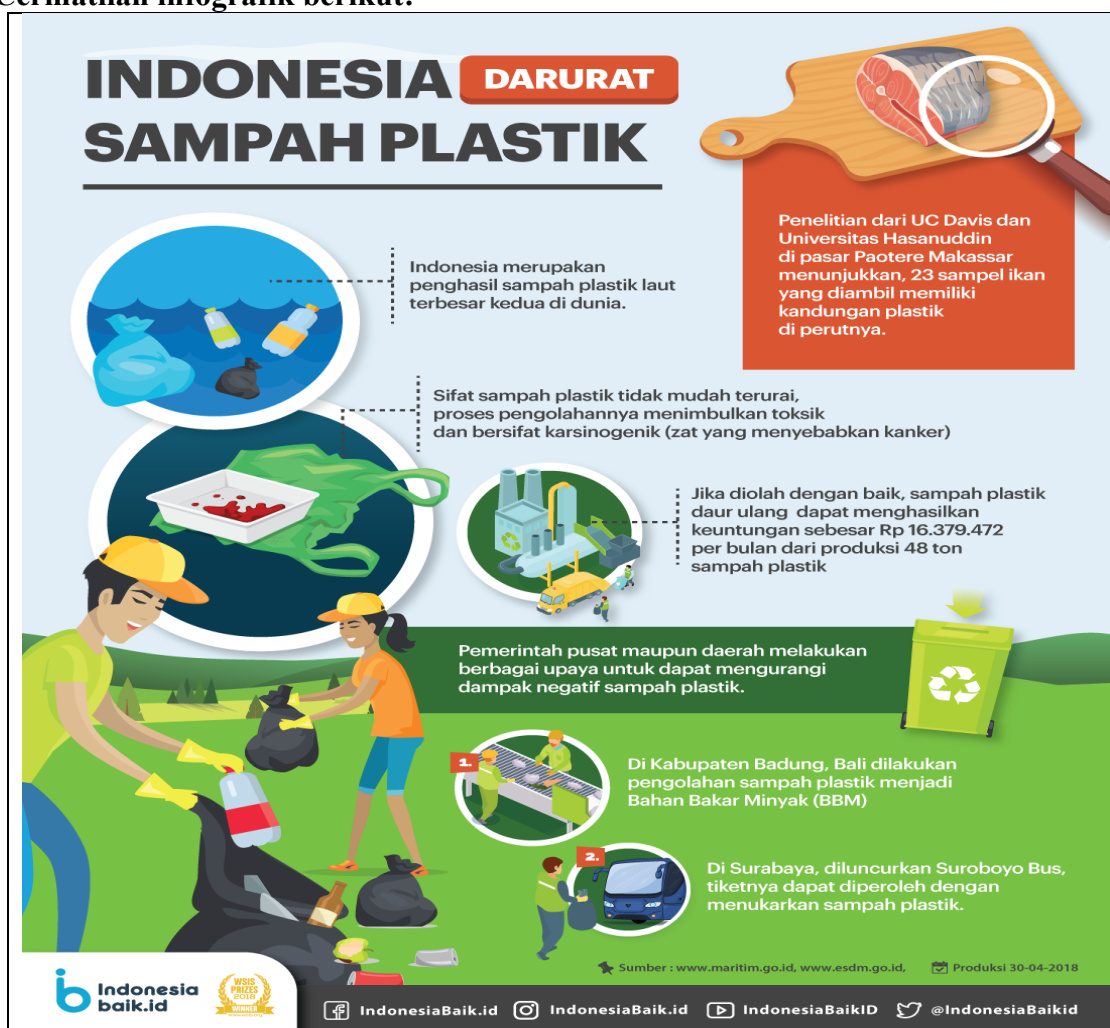 Cermatilah infografik berikut!
INDONESIA DARURAT
SAMPAH PLASTIK
Penelitian dari UC Davis dan
Universitas Hasanuddin
di pasar Paotere Makassar
menunjukkan, 23 sampel ikan
yang diambil memiliki
kandungan plastik
di perutnya.
Indonesia merupakan
penghasil sampah plastik laut
terbesar kedua di dunia.
Sifat sampah plastik tidak mudah terurai,
proses pengolahannya menimbulkan toksik
dan bersifat karsinogenik (zat yang menyebabkan kanker)
Jika diolah dengan baik, sampah plastik
daur ulang dapat menghasilkan
keuntungan sebesar Rp 16.379.472
per bulan dari produksi 48 ton
sampah plastik
Pemerintah pusat maupun daerah melakukan
berbagai upaya untuk dapat mengurangi
dampak negatif sampah plastik.
1.
Di Kabupaten Badung, Bali dilakukan
pengolahan sampah plastik menjadi
Bahan Bakar Minyak (BBM)
2.
Di Surabaya, diluncurkan Suroboyo Bus,
tiketnya dapat diperoleh dengan
menukarkan sampah plastik.
Sumber : www.maritim.go.id, www.esdm.go.id, Produksi 30-04-2018
Indonesia
baik.id
WSIS
PRIZES
2018
WINNER
IndonesiaBaik.id IndonesiaBaik.id IndonesiaBaikID @IndonesiaBaikid